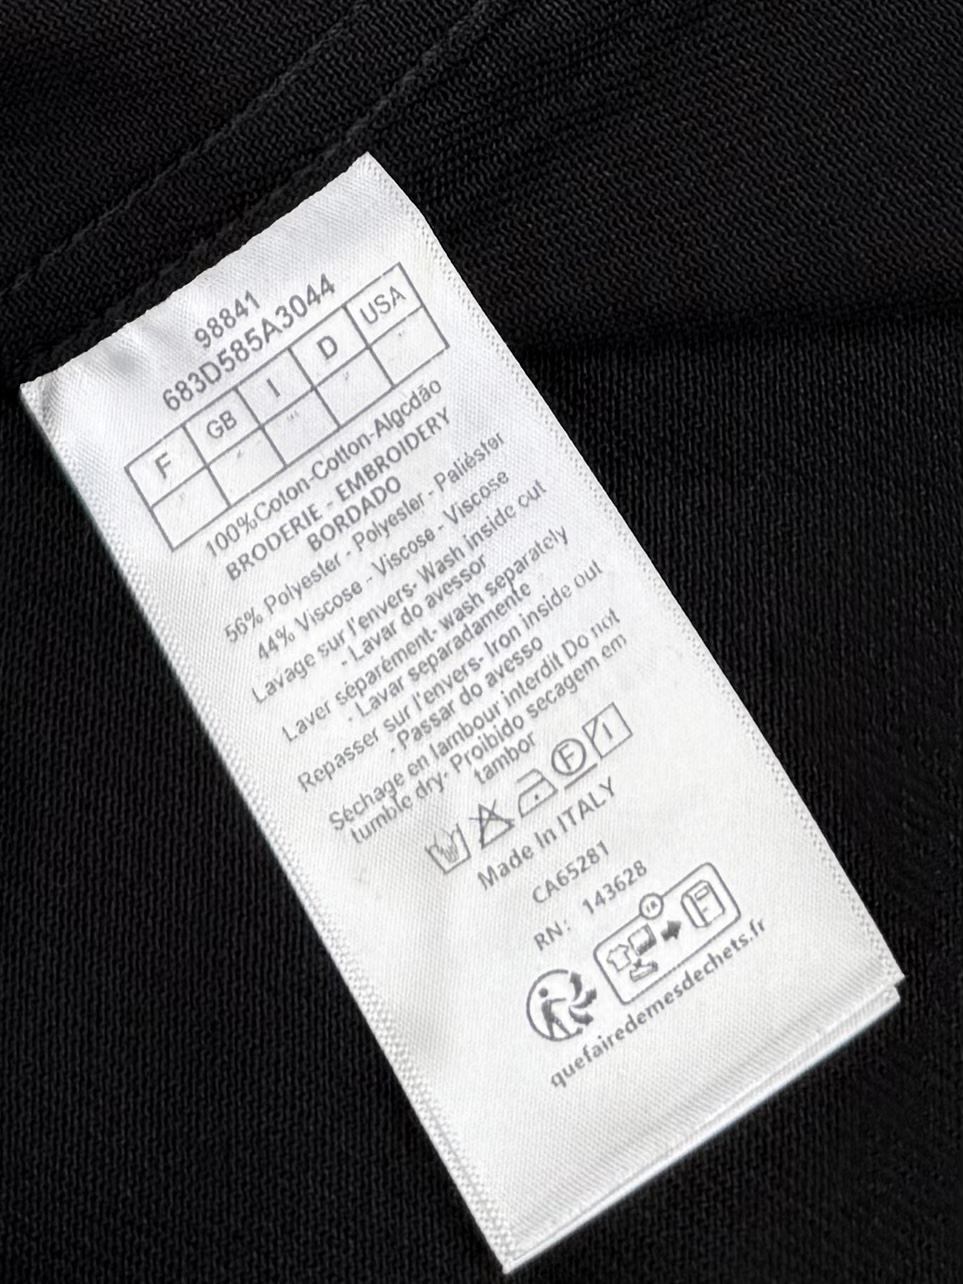 98841
683D585A3044
F GB I D USA
100%Coton-Cotton-Algcdão
BRODERIE - EMBROIDERY
BORDADO
56% Polyester - Polyester - Paliéster
44% Viscose - Viscose - Viscose
Lavage sur l'envers- Wash inside out
- Lavar do avessor
Laver séparément- wash separately
- Lavar separadamente
Repasser sur l'envers- Iron inside out
- Passar do avesso
Séchage en lambour interdit Do not
tumble dry- Proibido secagem em
tambor
F
Made In ITALY
CA65281
RN: 143628
quefairedemesdechets.fr